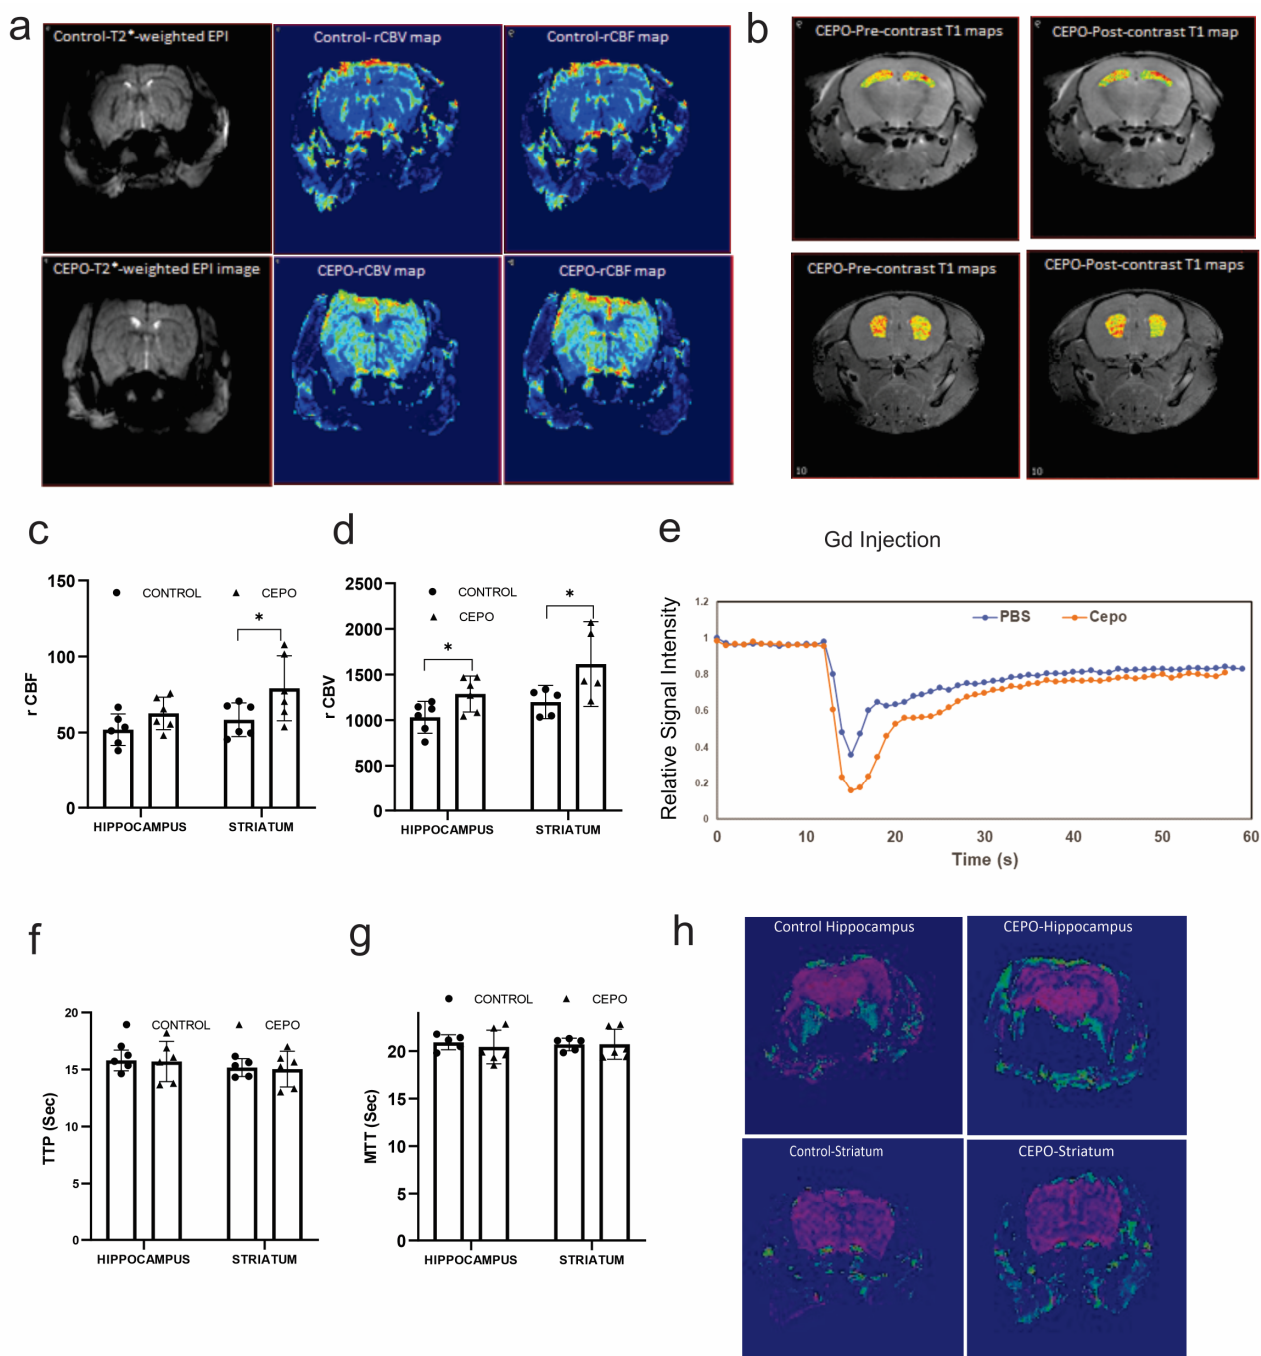 a
Control-T2*-weighted EPI
Control- rCBV map
Control-rCBF map
CEPO-T2*-weighted EPI image
CEPO-rCBV map
CEPO-rCBF map
b
CEPO-Pre-contrast T1 maps
CEPO-Post-contrast T1 map
CEPO-Pre-contrast T1 maps
CEPO-Post-contrast T1 maps
10
10
c
150
100
50
0
r CBF
CONTROL
CEPO
*
HIPPOCAMPUS
STRIATUM
d
2500
2000
1500
1000
500
0
r CBV
CONTROL
CEPO
*
*
HIPPOCAMPUS
STRIATUM
e
Gd Injection
Relative Signal Intensity
1.2
1
0.8
0.6
0.4
0.2
0
PBS
Cepo
0
10
20
30
40
50
60
Time (s)
f
20
15
10
5
0
TTP (Sec)
CONTROL
CEPO
HIPPOCAMPUS
STRIATUM
g
20
15
10
5
0
MTT (Sec)
CONTROL
CEPO
HIPPOCAMPUS
STRIATUM
h
Control Hippocampus
CEPO-Hippocampus
Control-Striatum
CEPO-Striatum